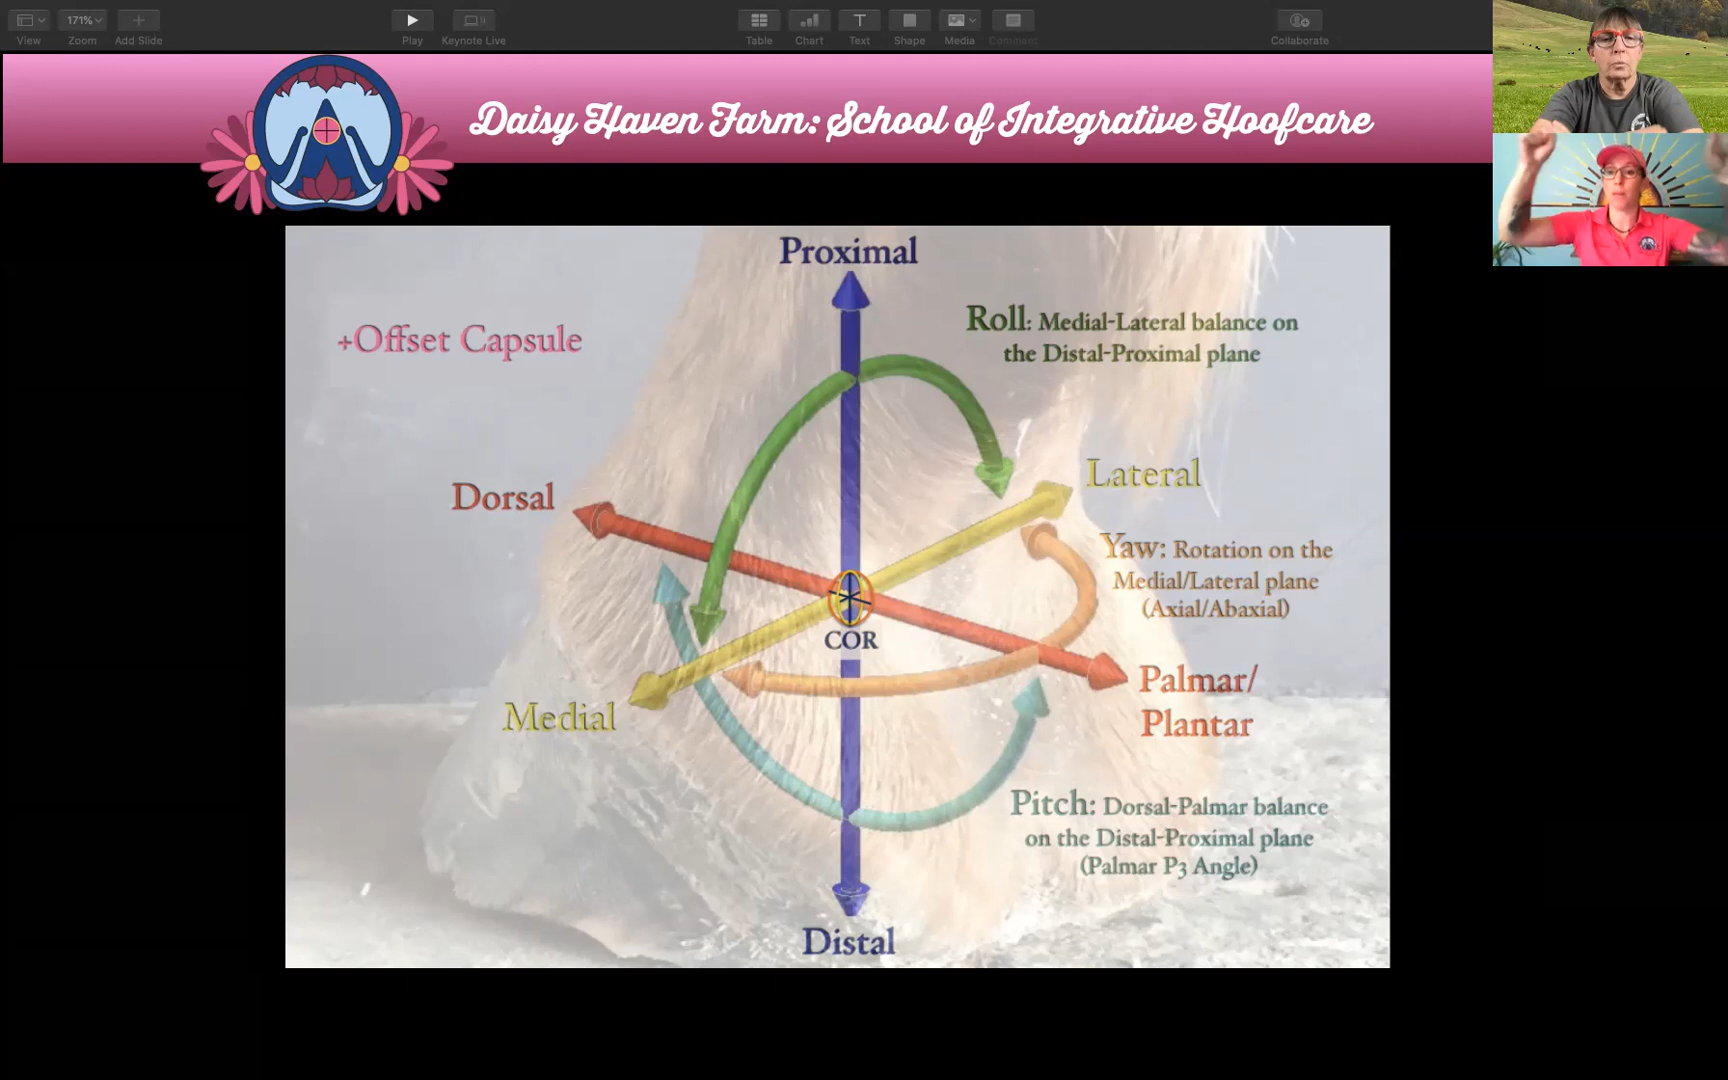 171%
View
Zoom
Add Slide
Play
Keynote Live
Table
Chart
Text
Shape
Media
Comment
Collaborate
Daisy Haven Farm: School of Integrative Hoofcare
Proximal
+Offset Capsule
Roll: Medial-Lateral balance on
the Distal-Proximal plane
Dorsal
Lateral
Yaw: Rotation on the
Medial/Lateral plane
(Axial/Abaxial)
COR
Medial
Palmar/
Plantar
Pitch: Dorsal-Palmar balance
on the Distal-Proximal plane
(Palmar P3 Angle)
Distal